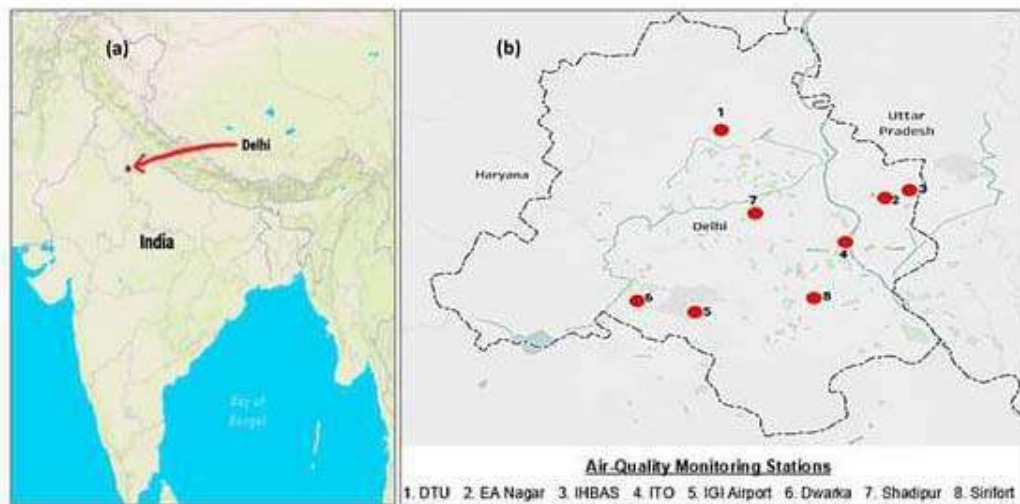 (a)
Delhi
India
Bay of
Bengal
(b)
1
Uttar
Pradesh
Haryana
3
2
7
Delhi
4
6
8
5
Air-Quality Monitoring Stations
1. DTU 2. EA Nagar 3. IHBAS 4. ITO 5. IGI Airport 6. Dwarka 7. Shadipur 8. Sirifort